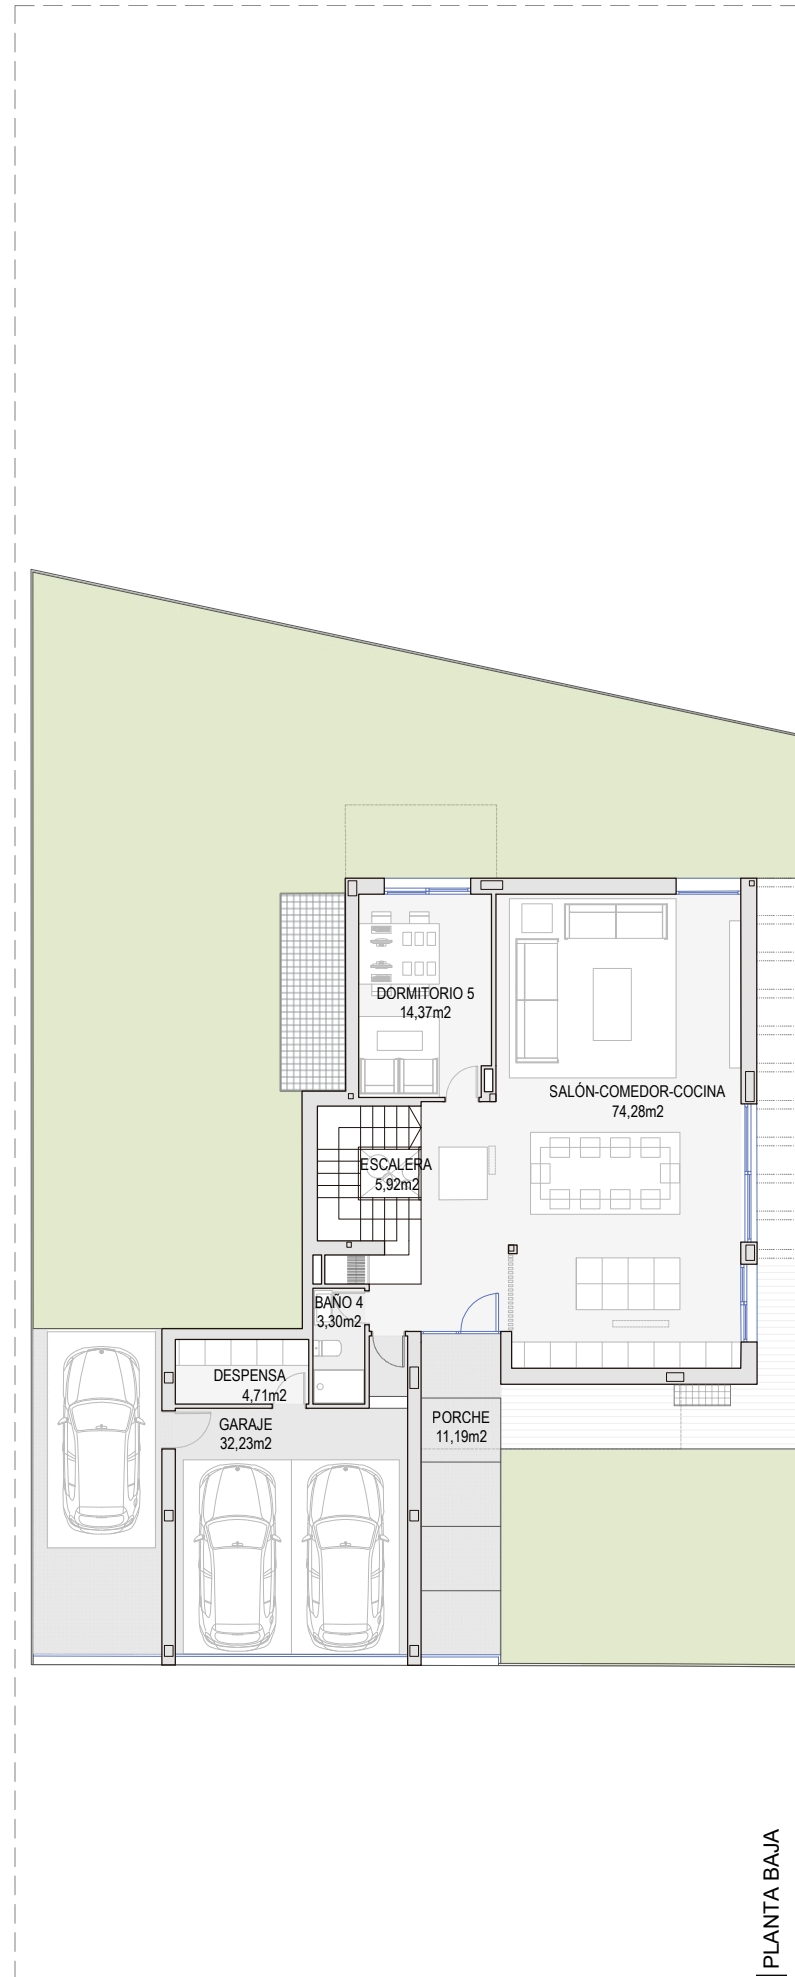 DORMITORIO 5
14,37m2
SALÓN-COMEDOR-COCINA
74,28m2
ESCALERA
5,92m2
BAÑO 4
3,30m2
DESPENSA
4,71m2
GARAJE
32,23m2
PORCHE
11,19m2
PLANTA BAJA